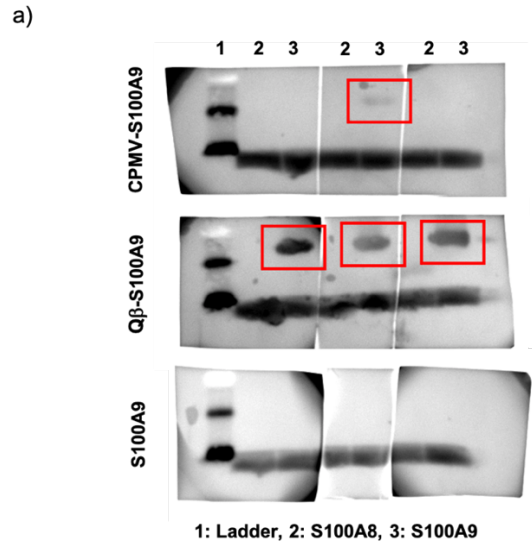 a)
1 2 3 2 3 2 3
CPMV-S100A9
Qβ-S100A9
S100A9
1: Ladder, 2: S100A8, 3: S100A9